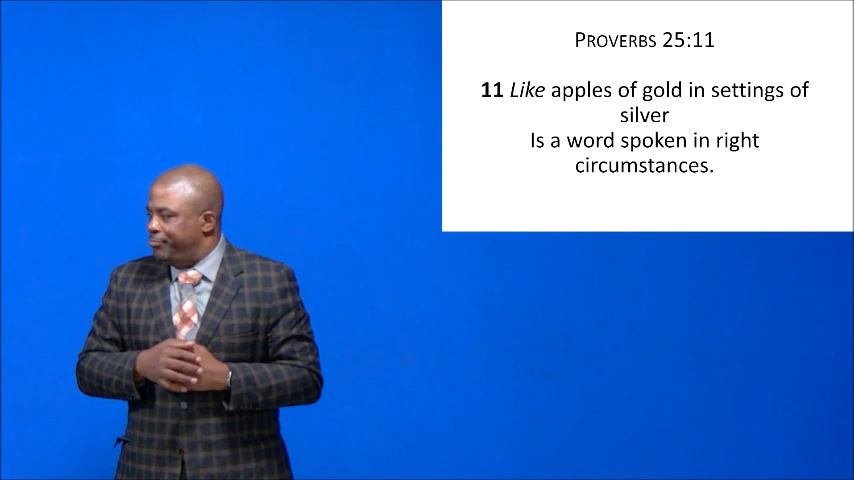 PROVERBS 25:11
11 Like apples of gold in settings of
silver
Is a word spoken in right
circumstances.